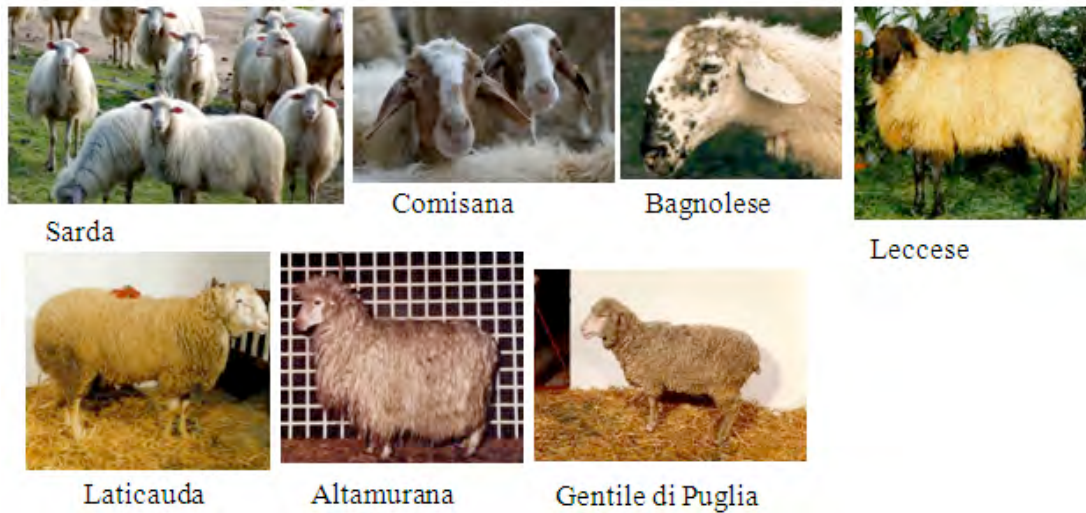 Sarda
Comisana
Bagnolese
Leccese
Laticauda
Altamurana
Gentile di Puglia